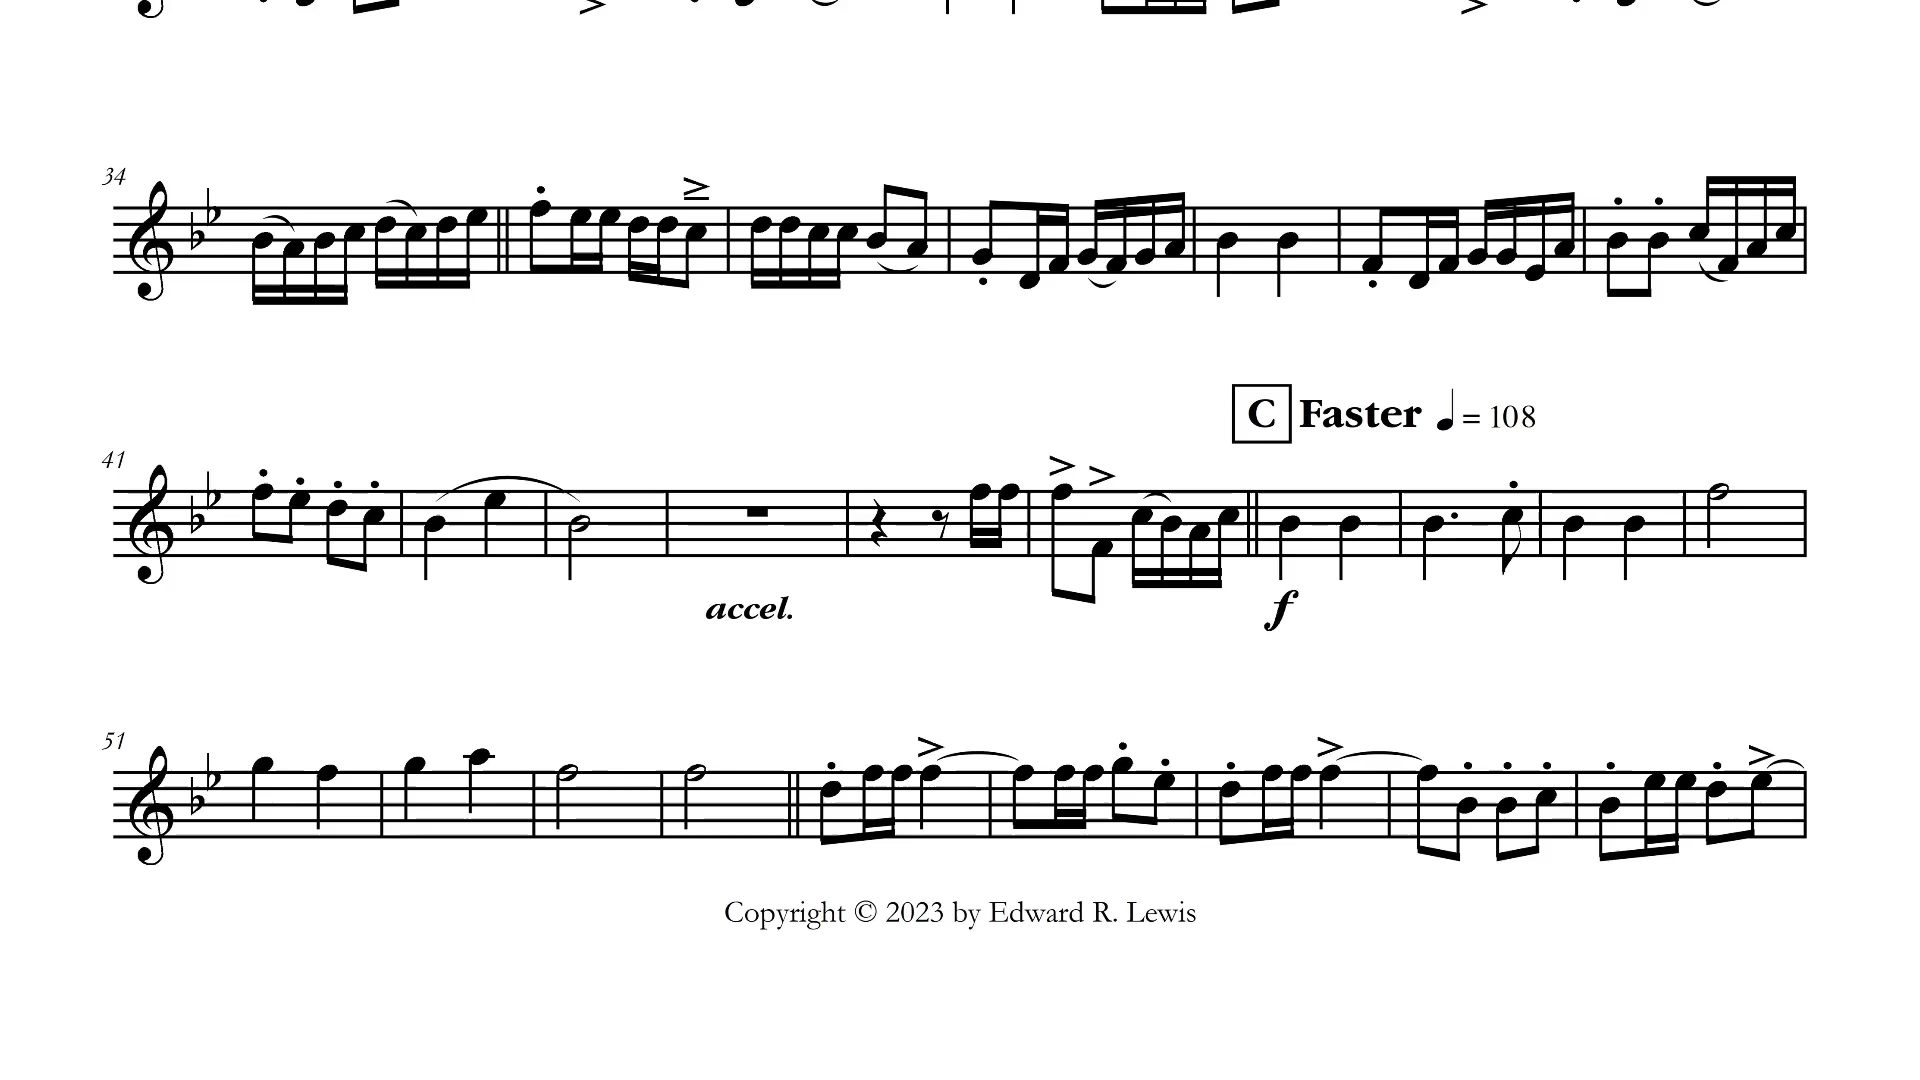 34
41
C Faster ♩ = 108
accel.
f
51
Copyright © 2023 by Edward R. Lewis